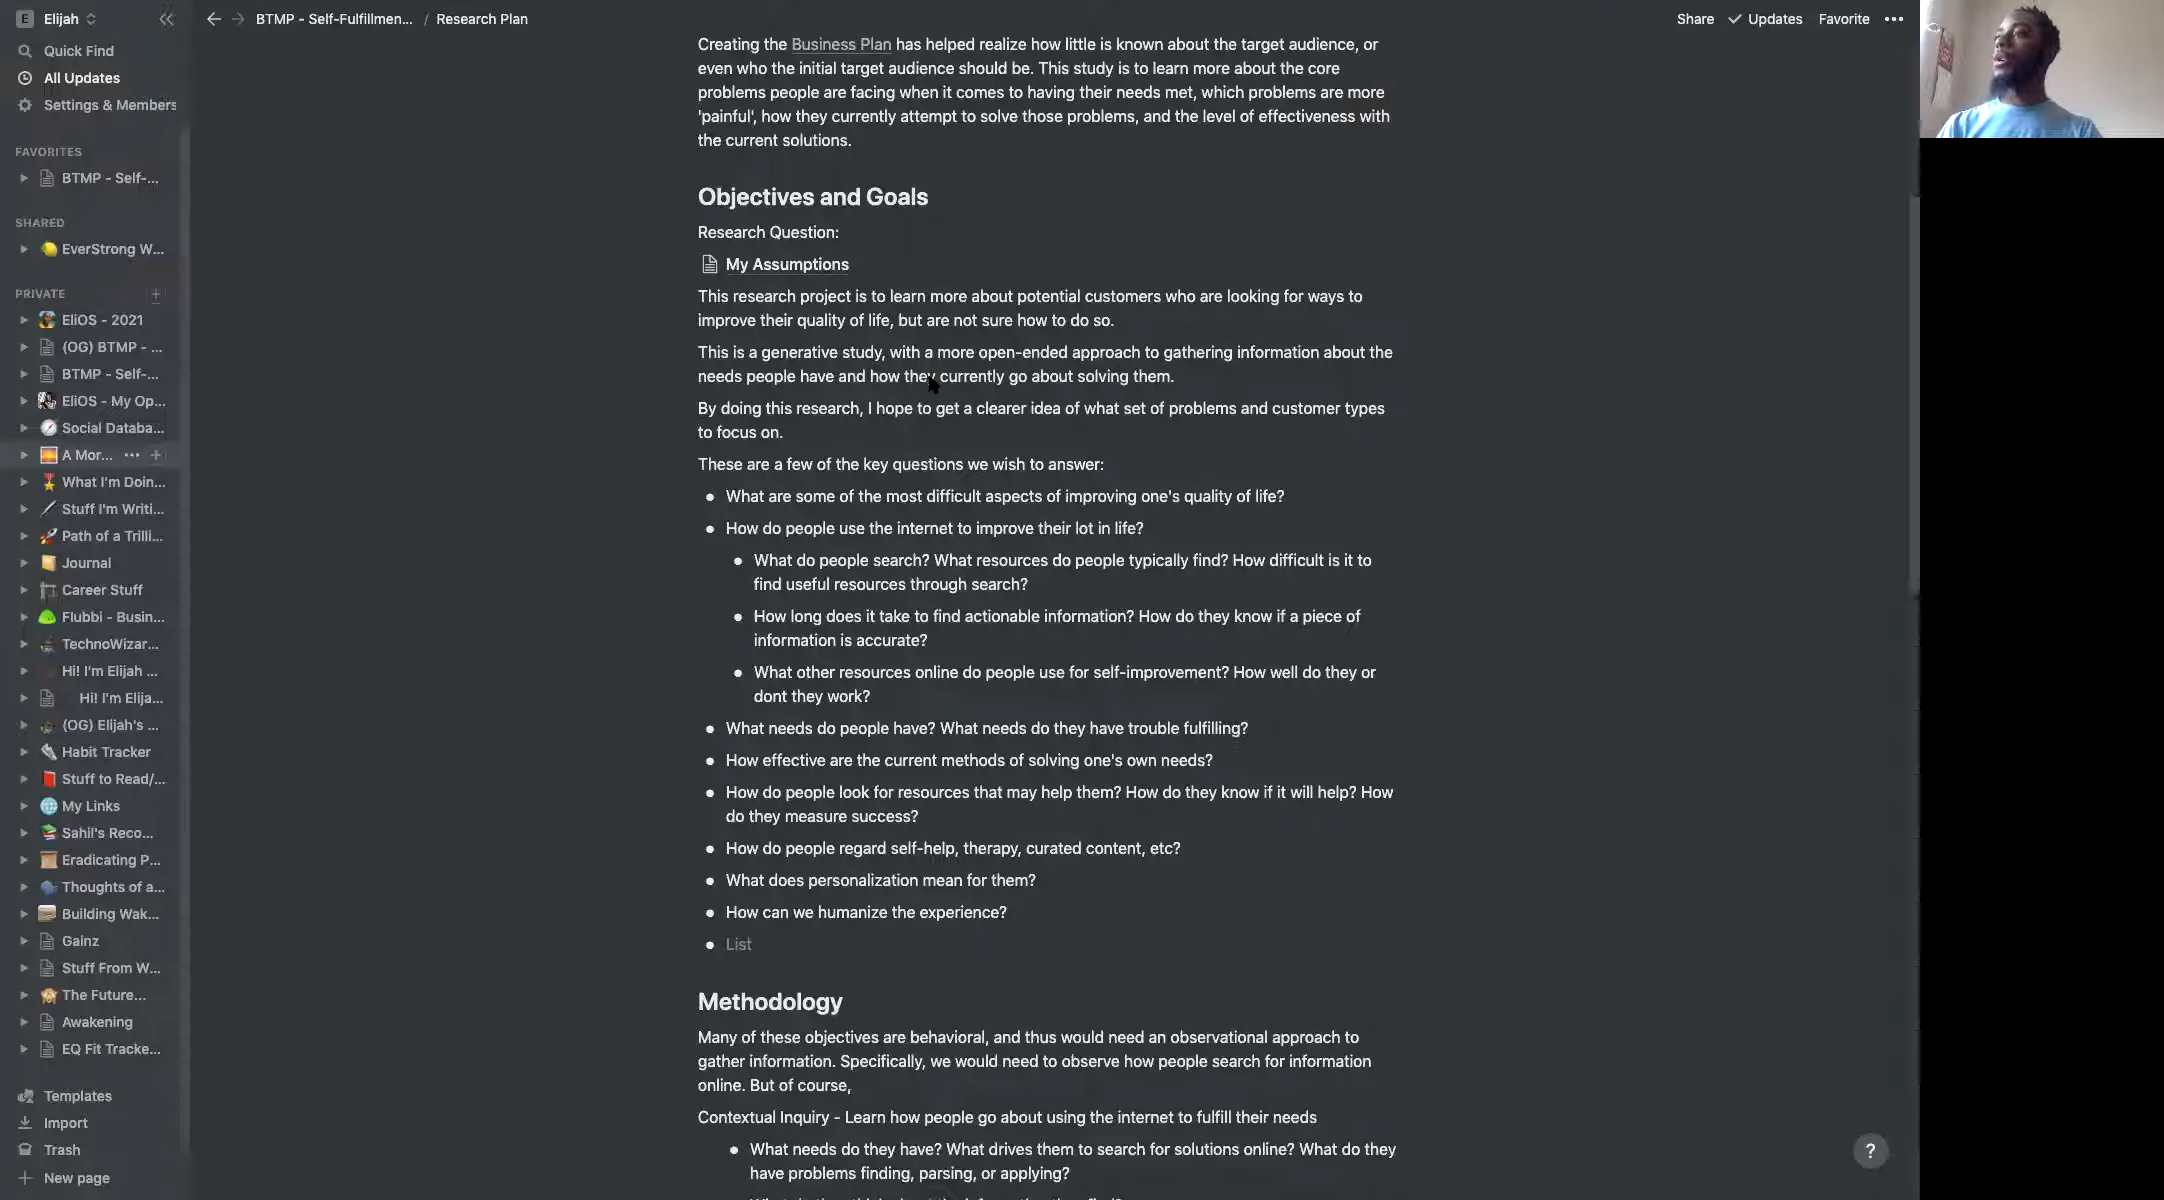 E Elijah
Quick Find
All Updates
Settings & Members
FAVORITES
BTMP - Self-...
SHARED
EverStrong W...
PRIVATE
EliOS - 2021
(OG) BTMP - ...
BTMP - Self-...
EliOS - My Op...
Social Databa...
A Mor...
What I'm Doin...
Stuff I'm Writi...
Path of a Trilli...
Journal
Career Stuff
Flubbi - Busin...
TechnoWizar...
Hi! I'm Elijah ...
Hi! I'm Elija...
(OG) Elijah's ...
Habit Tracker
Stuff to Read/...
My Links
Sahil's Reco...
Eradicating P...
Thoughts of a...
Building Wak...
Gainz
Stuff From W...
The Future...
Awakening
EQ Fit Tracke...
Templates
Import
Trash
New page
BTMP - Self-Fulfillmen... / Research Plan
Share Updates Favorite
Creating the Business Plan has helped realize how little is known about the target audience, or
even who the initial target audience should be. This study is to learn more about the core
problems people are facing when it comes to having their needs met, which problems are more
'painful', how they currently attempt to solve those problems, and the level of effectiveness with
the current solutions.
Objectives and Goals
Research Question:
My Assumptions
This research project is to learn more about potential customers who are looking for ways to
improve their quality of life, but are not sure how to do so.
This is a generative study, with a more open-ended approach to gathering information about the
needs people have and how they currently go about solving them.
By doing this research, I hope to get a clearer idea of what set of problems and customer types
to focus on.
These are a few of the key questions we wish to answer:
What are some of the most difficult aspects of improving one's quality of life?
How do people use the internet to improve their lot in life?
What do people search? What resources do people typically find? How difficult is it to
find useful resources through search?
How long does it take to find actionable information? How do they know if a piece of
information is accurate?
What other resources online do people use for self-improvement? How well do they or
dont they work?
What needs do people have? What needs do they have trouble fulfilling?
How effective are the current methods of solving one's own needs?
How do people look for resources that may help them? How do they know if it will help? How
do they measure success?
How do people regard self-help, therapy, curated content, etc?
What does personalization mean for them?
How can we humanize the experience?
List
Methodology
Many of these objectives are behavioral, and thus would need an observational approach to
gather information. Specifically, we would need to observe how people search for information
online. But of course,
Contextual Inquiry - Learn how people go about using the internet to fulfill their needs
What needs do they have? What drives them to search for solutions online? What do they
have problems finding, parsing, or applying?
?